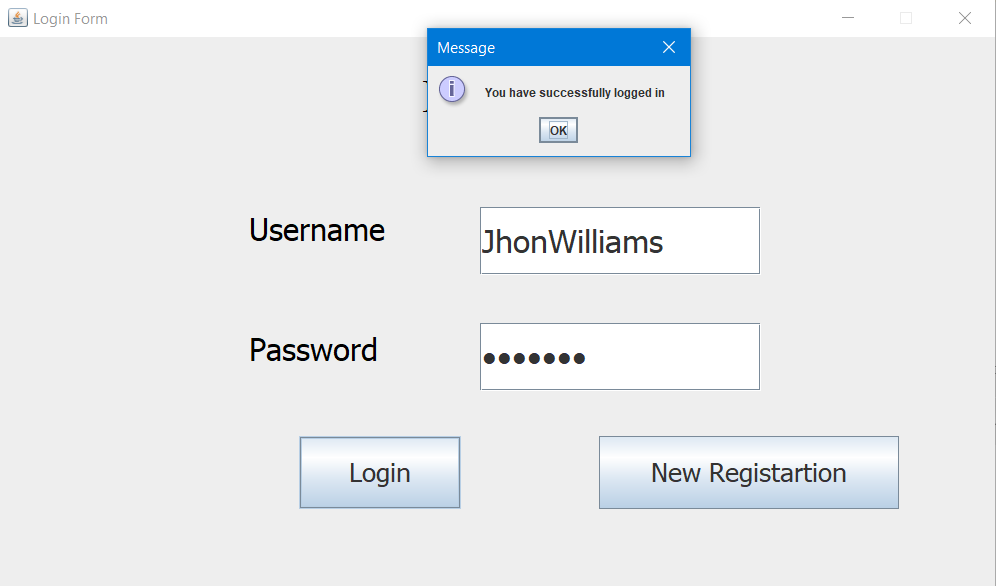 Login Form
Message
You have successfully logged in
OK
Username
JhonWilliams
Password
•••••••
Login
New Registartion